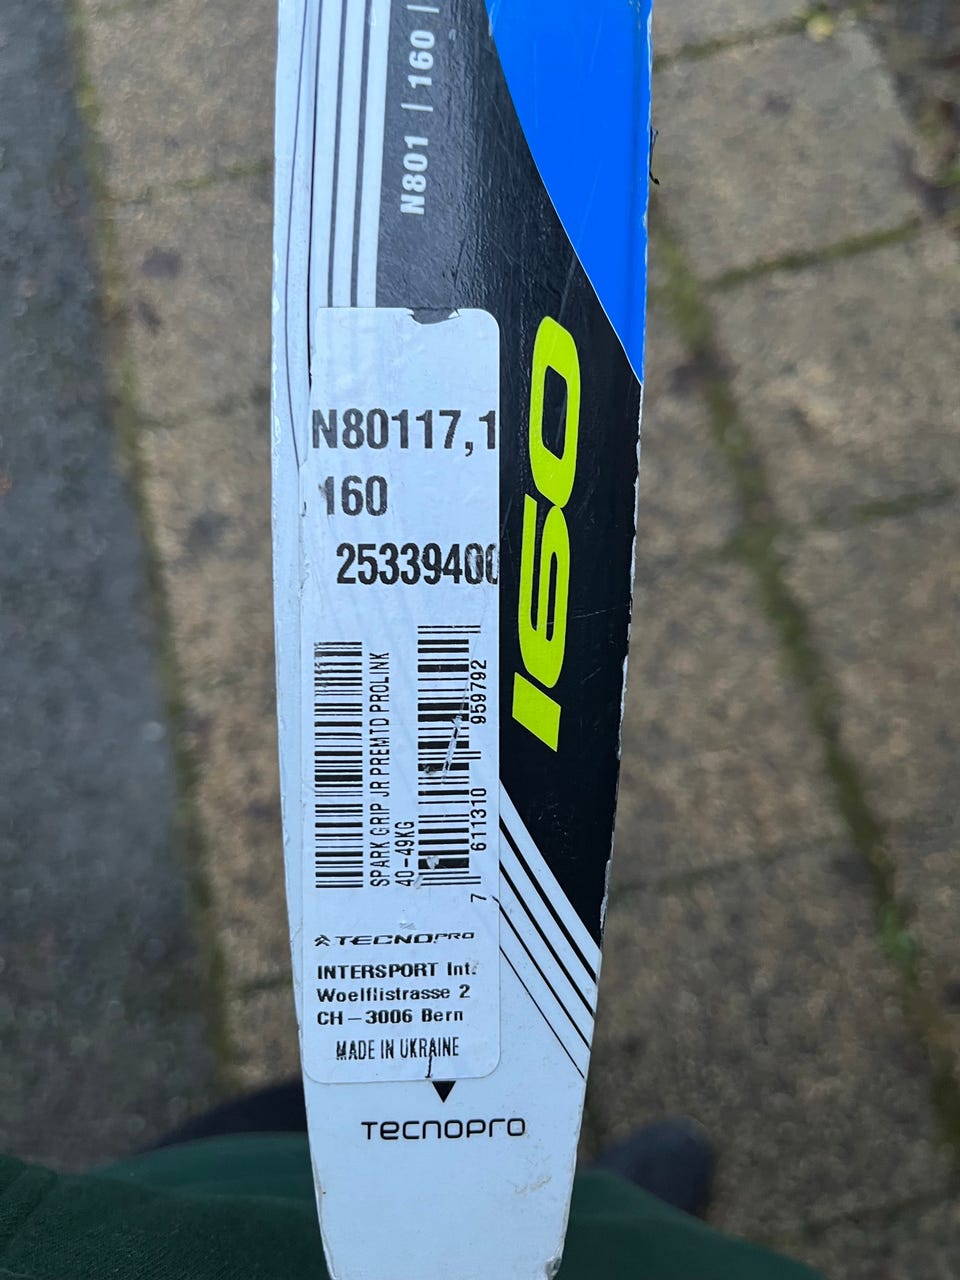 N801 | 160 |
160
N80117,1
160
25339400
SPARK GRIP JR PREMTD PROLINK
40-49KG
7 611310 959792
TECNOPRO
INTERSPORT Int.
Woelflistrasse 2
CH-3006 Bern
MADE IN UKRAINE
TECNOPRO